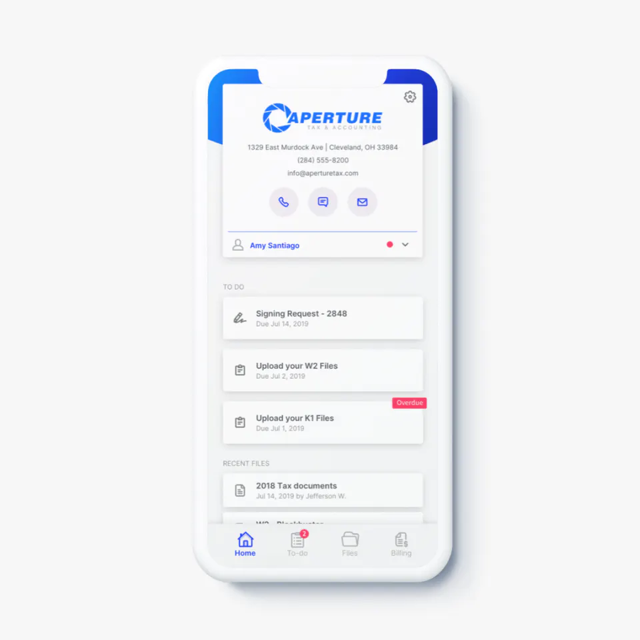 APERTURE
TAX & ACCOUNTING
1329 East Murdock Ave | Cleveland, OH 33984
(284) 555-8200
info@aperturetax.com
Amy Santiago
TO DO
Signing Request - 2848
Due Jul 14, 2019
Upload your W2 Files
Due Jul 2, 2019
Overdue
Upload your K1 Files
Due Jul 1, 2019
RECENT FILES
2018 Tax documents
Jul 14, 2019 by Jefferson W.
2
Home
To-do
Files
Billing